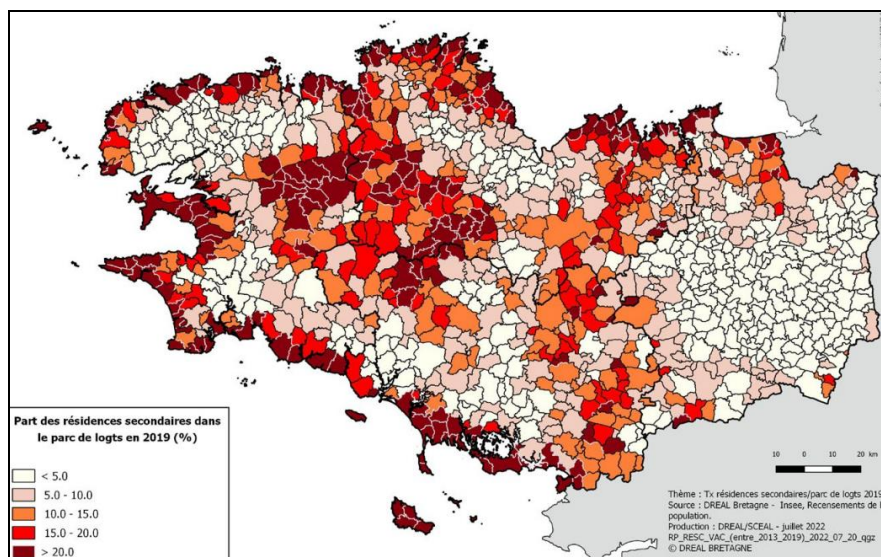 Part des résidences secondaires dans
le parc de logts en 2019 (%)
< 5.0
5.0 - 10.0
10.0 - 15.0
15.0 - 20.0
> 20.0
10 0 10 20 km
Thème : Tx résidences secondaires/parc de logts 2019
Source : DREAL Bretagne - Insee, Recensements de l
population.
Production : DREAL/SCEAL - juillet 2022
RP_RESC_VAC_(entre_2013_2019)_2022_07_20_qgz
© DREAL BRETAGNE